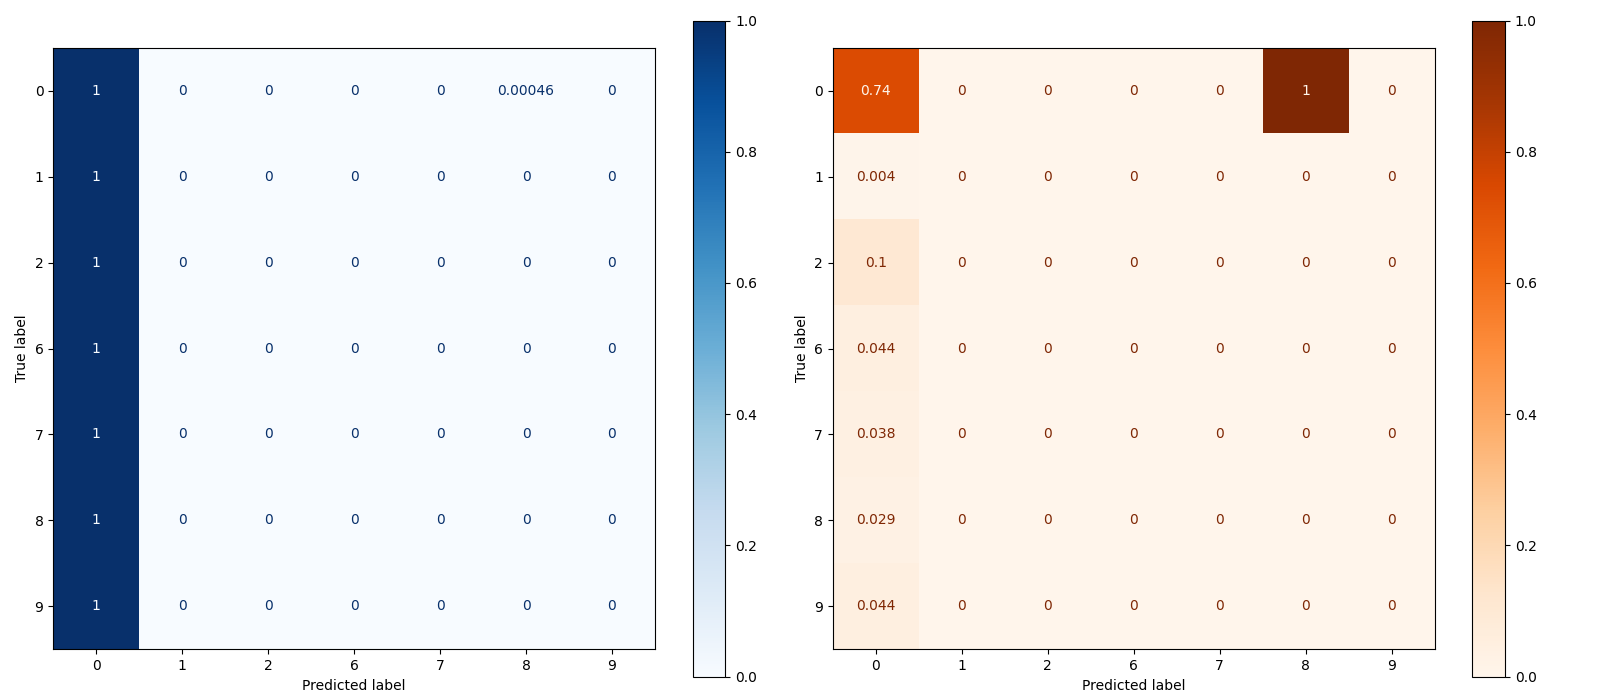 0 1 0 0 0 0 0.00046 0
1 1 0 0 0 0 0 0
2 1 0 0 0 0 0 0
6 1 0 0 0 0 0 0
7 1 0 0 0 0 0 0
8 1 0 0 0 0 0 0
9 1 0 0 0 0 0 0
0 1 2 6 7 8 9
True label
Predicted label
1.0
0.8
0.6
0.4
0.2
0.0
0 0.74 0 0 0 0 1 0
1 0.004 0 0 0 0 0 0
2 0.1 0 0 0 0 0 0
6 0.044 0 0 0 0 0 0
7 0.038 0 0 0 0 0 0
8 0.029 0 0 0 0 0 0
9 0.044 0 0 0 0 0 0
0 1 2 6 7 8 9
True label
Predicted label
1.0
0.8
0.6
0.4
0.2
0.0